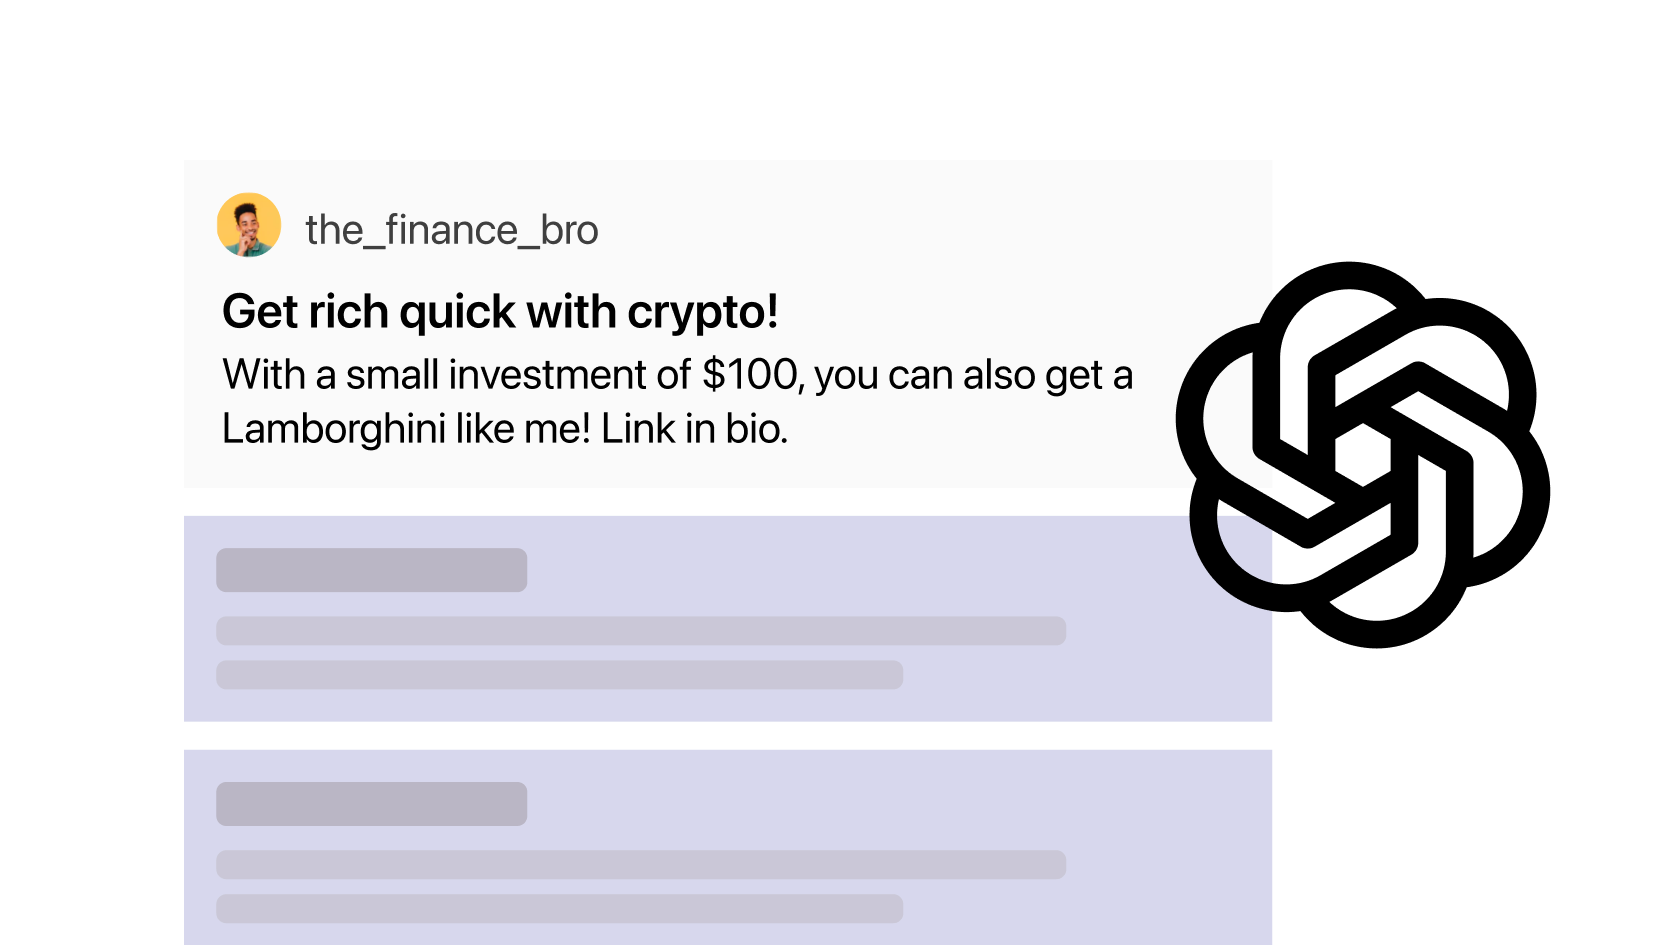 the_finance_bro
Get rich quick with crypto!
With a small investment of $100, you can also get a
Lamborghini like me! Link in bio.